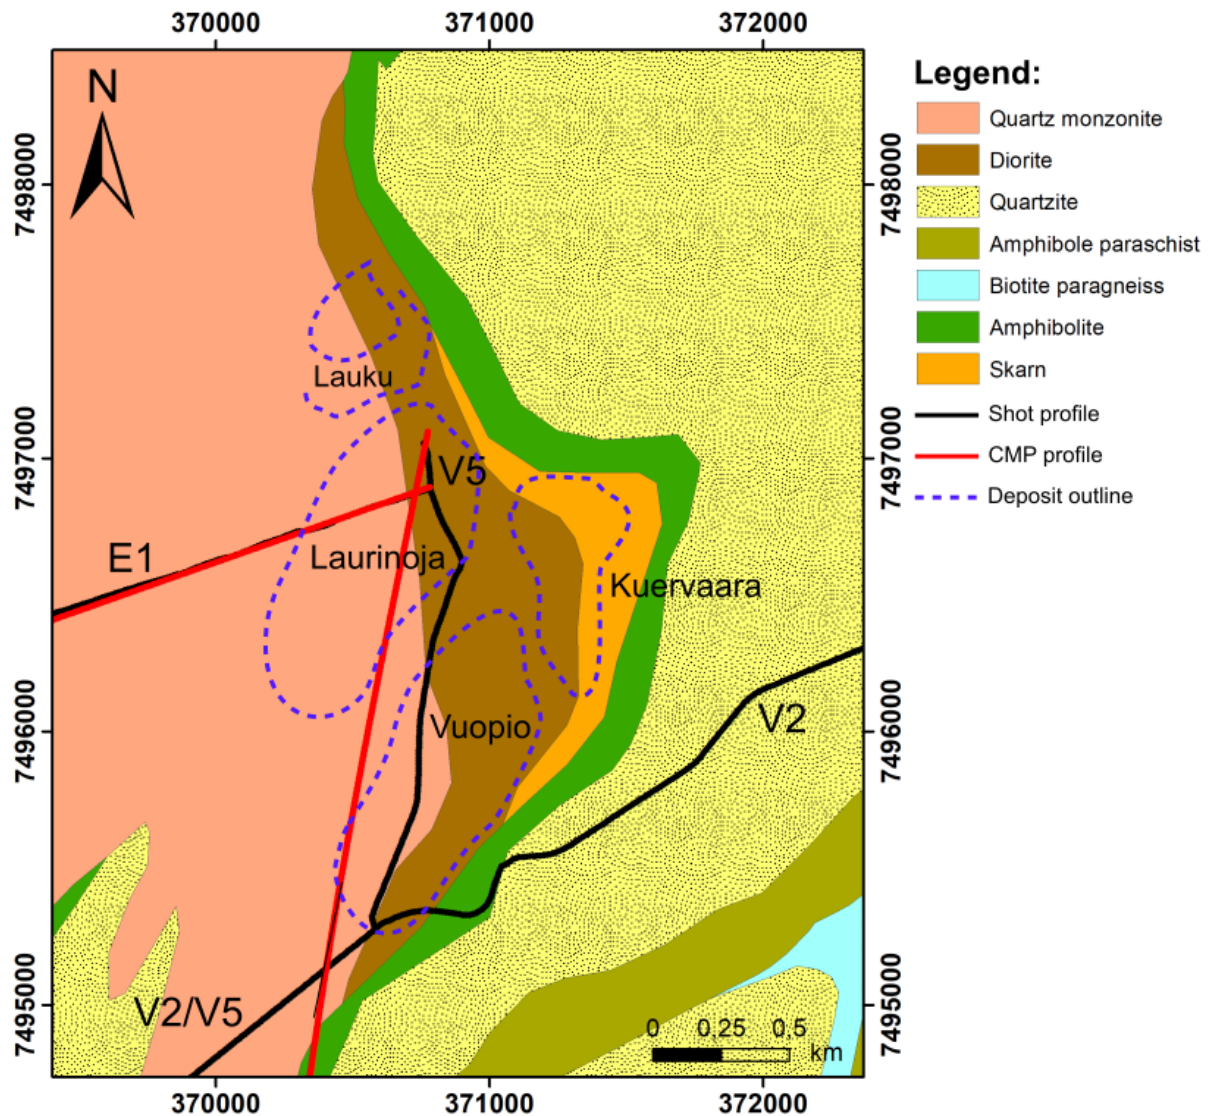 370000
371000
372000
N
7498000
7498000
Lauku
7497000
7497000
V5
E1
Laurinoja
Kuervaara
7496000
7496000
Vuopio
V2
7495000
7495000
V2/V5
0 0,25 0,5
km
370000
371000
372000
Legend:
Quartz monzonite
Diorite
Quartzite
Amphibole paraschist
Biotite paragneiss
Amphibolite
Skarn
Shot profile
CMP profile
Deposit outline